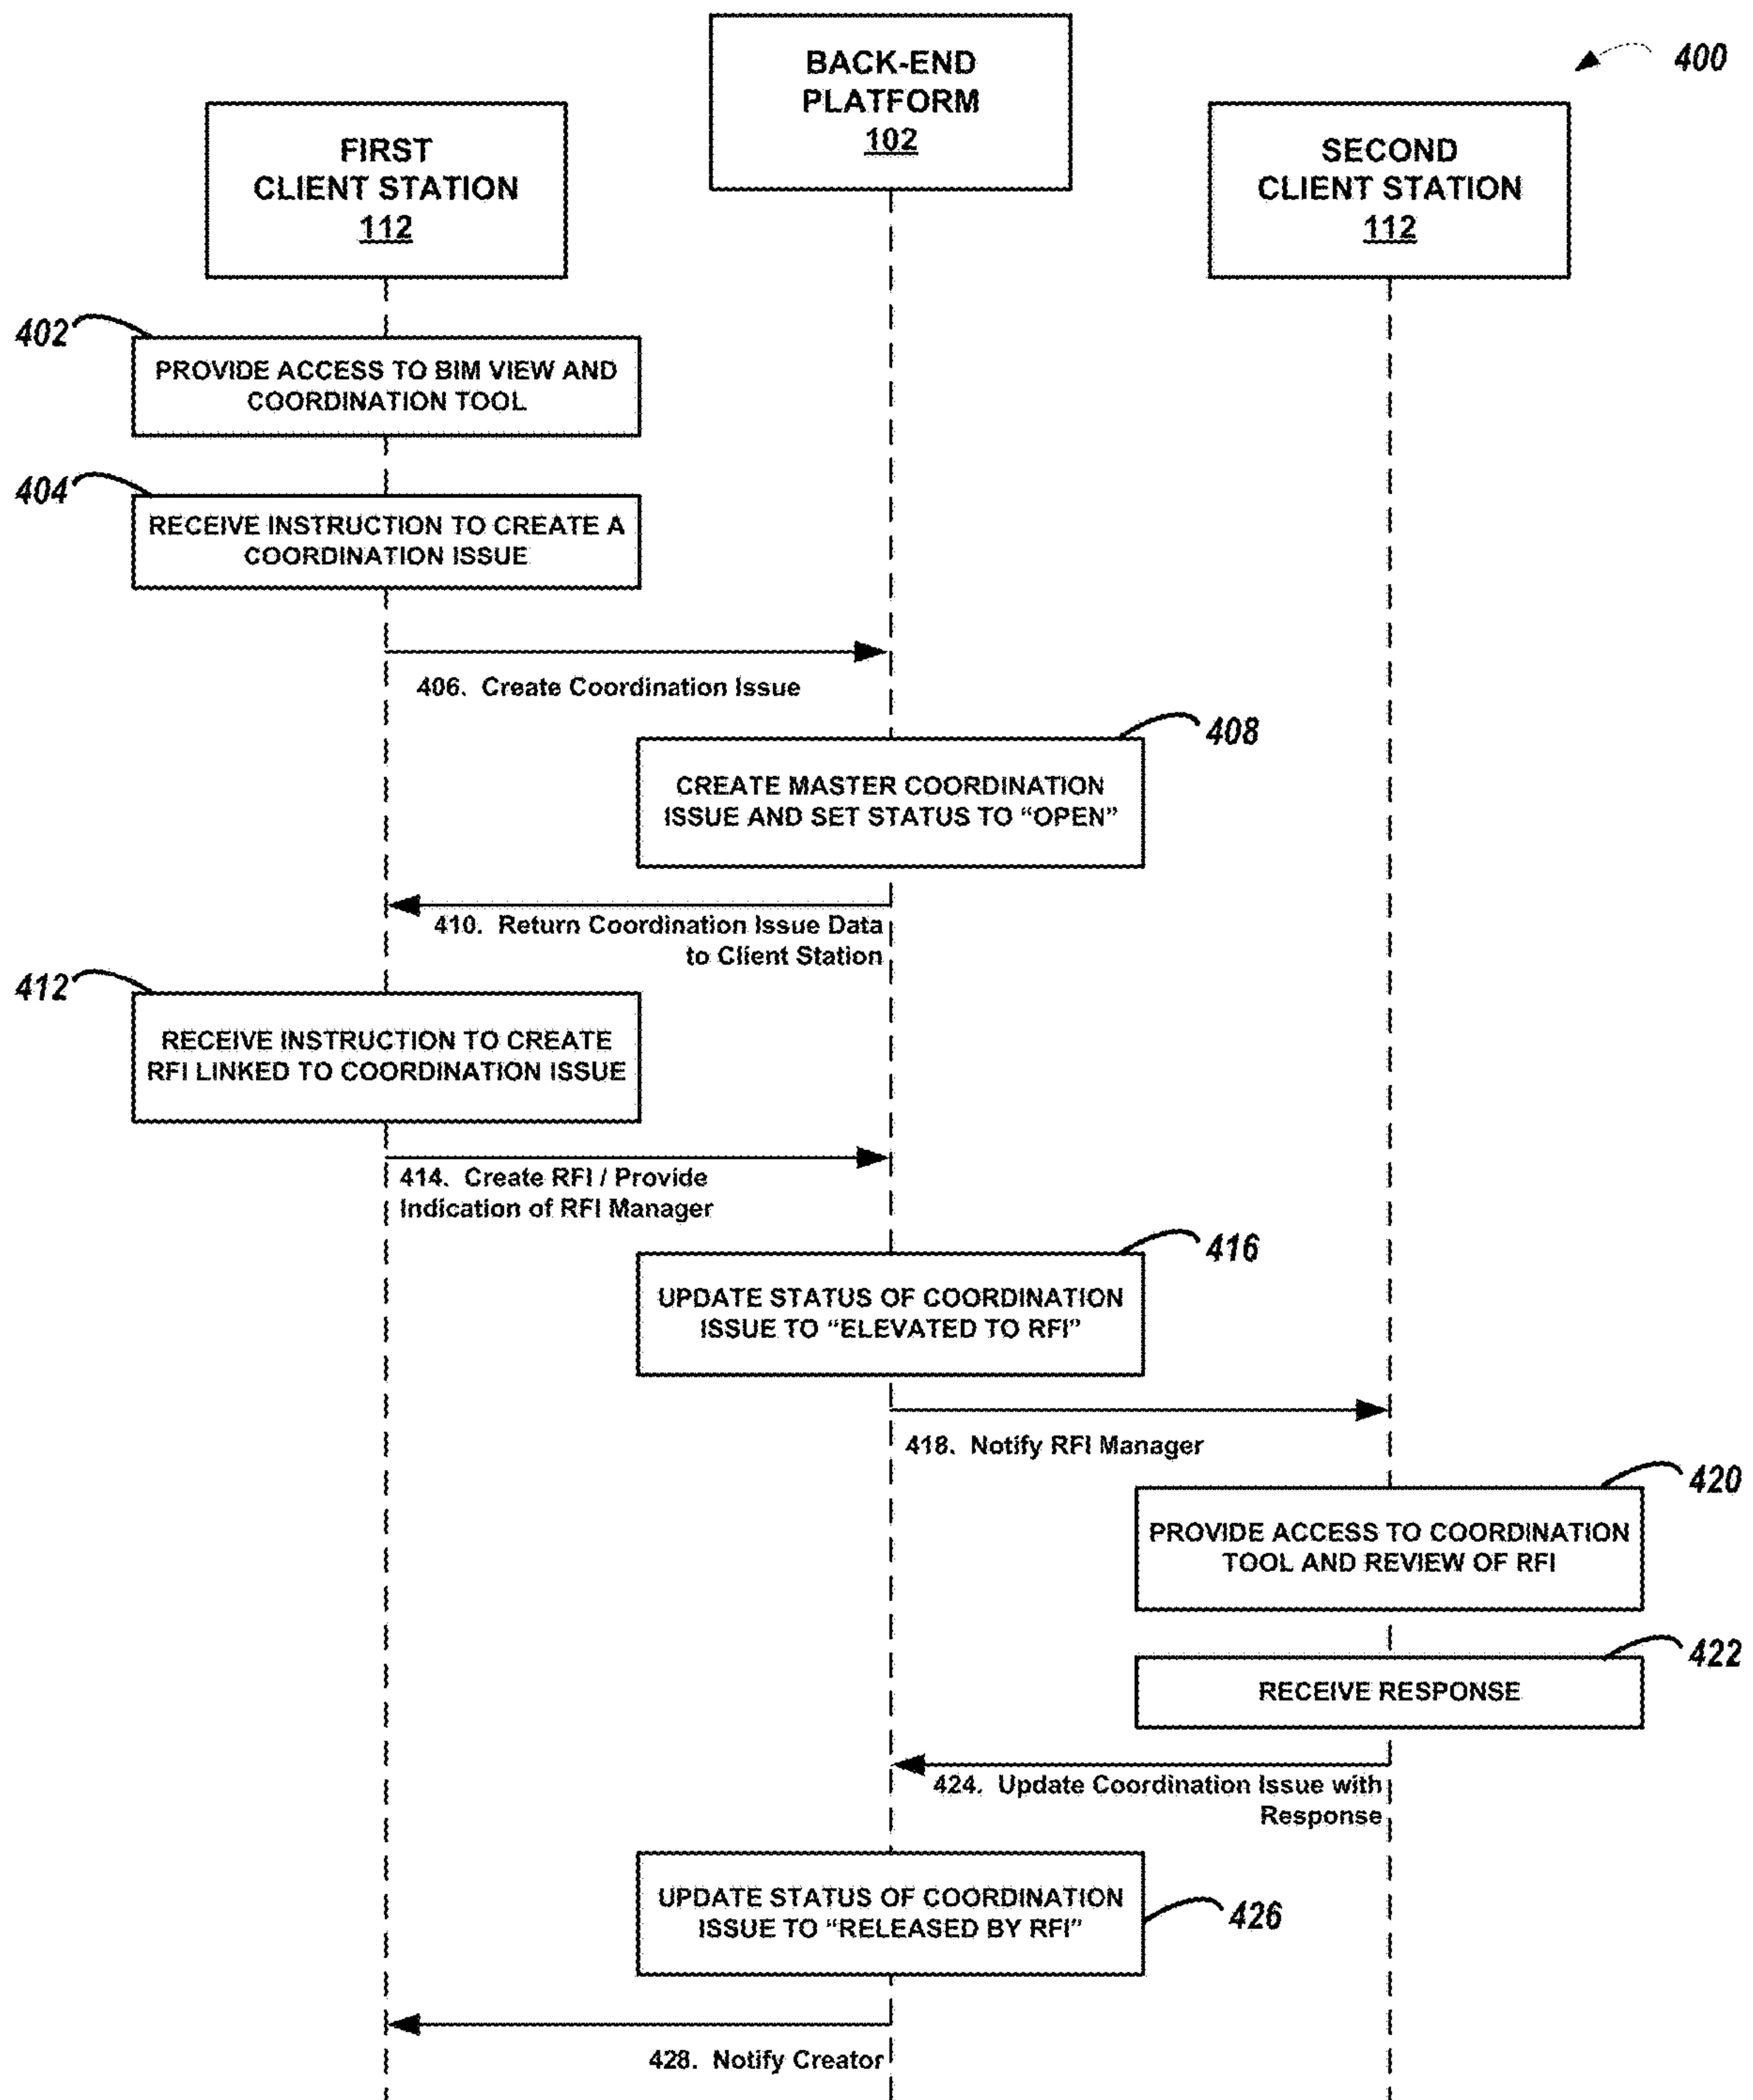 BACK-END
PLATFORM
102
400
FIRST
CLIENT STATION
112
SECOND
CLIENT STATION
112
402
PROVIDE ACCESS TO BIM VIEW AND
COORDINATION TOOL
404
RECEIVE INSTRUCTION TO CREATE A
COORDINATION ISSUE
406. Create Coordination Issue
408
CREATE MASTER COORDINATION
ISSUE AND SET STATUS TO “OPEN”
410. Return Coordination Issue Data
to Client Station
412
RECEIVE INSTRUCTION TO CREATE
RFI LINKED TO COORDINATION ISSUE
414. Create RFI / Provide
Indication of RFI Manager
416
UPDATE STATUS OF COORDINATION
ISSUE TO “ELEVATED TO RFI”
418. Notify RFI Manager
420
PROVIDE ACCESS TO COORDINATION
TOOL AND REVIEW OF RFI
422
RECEIVE RESPONSE
424. Update Coordination Issue with
Response
UPDATE STATUS OF COORDINATION
ISSUE TO “RELEASED BY RFI”
426
428. Notify Creator